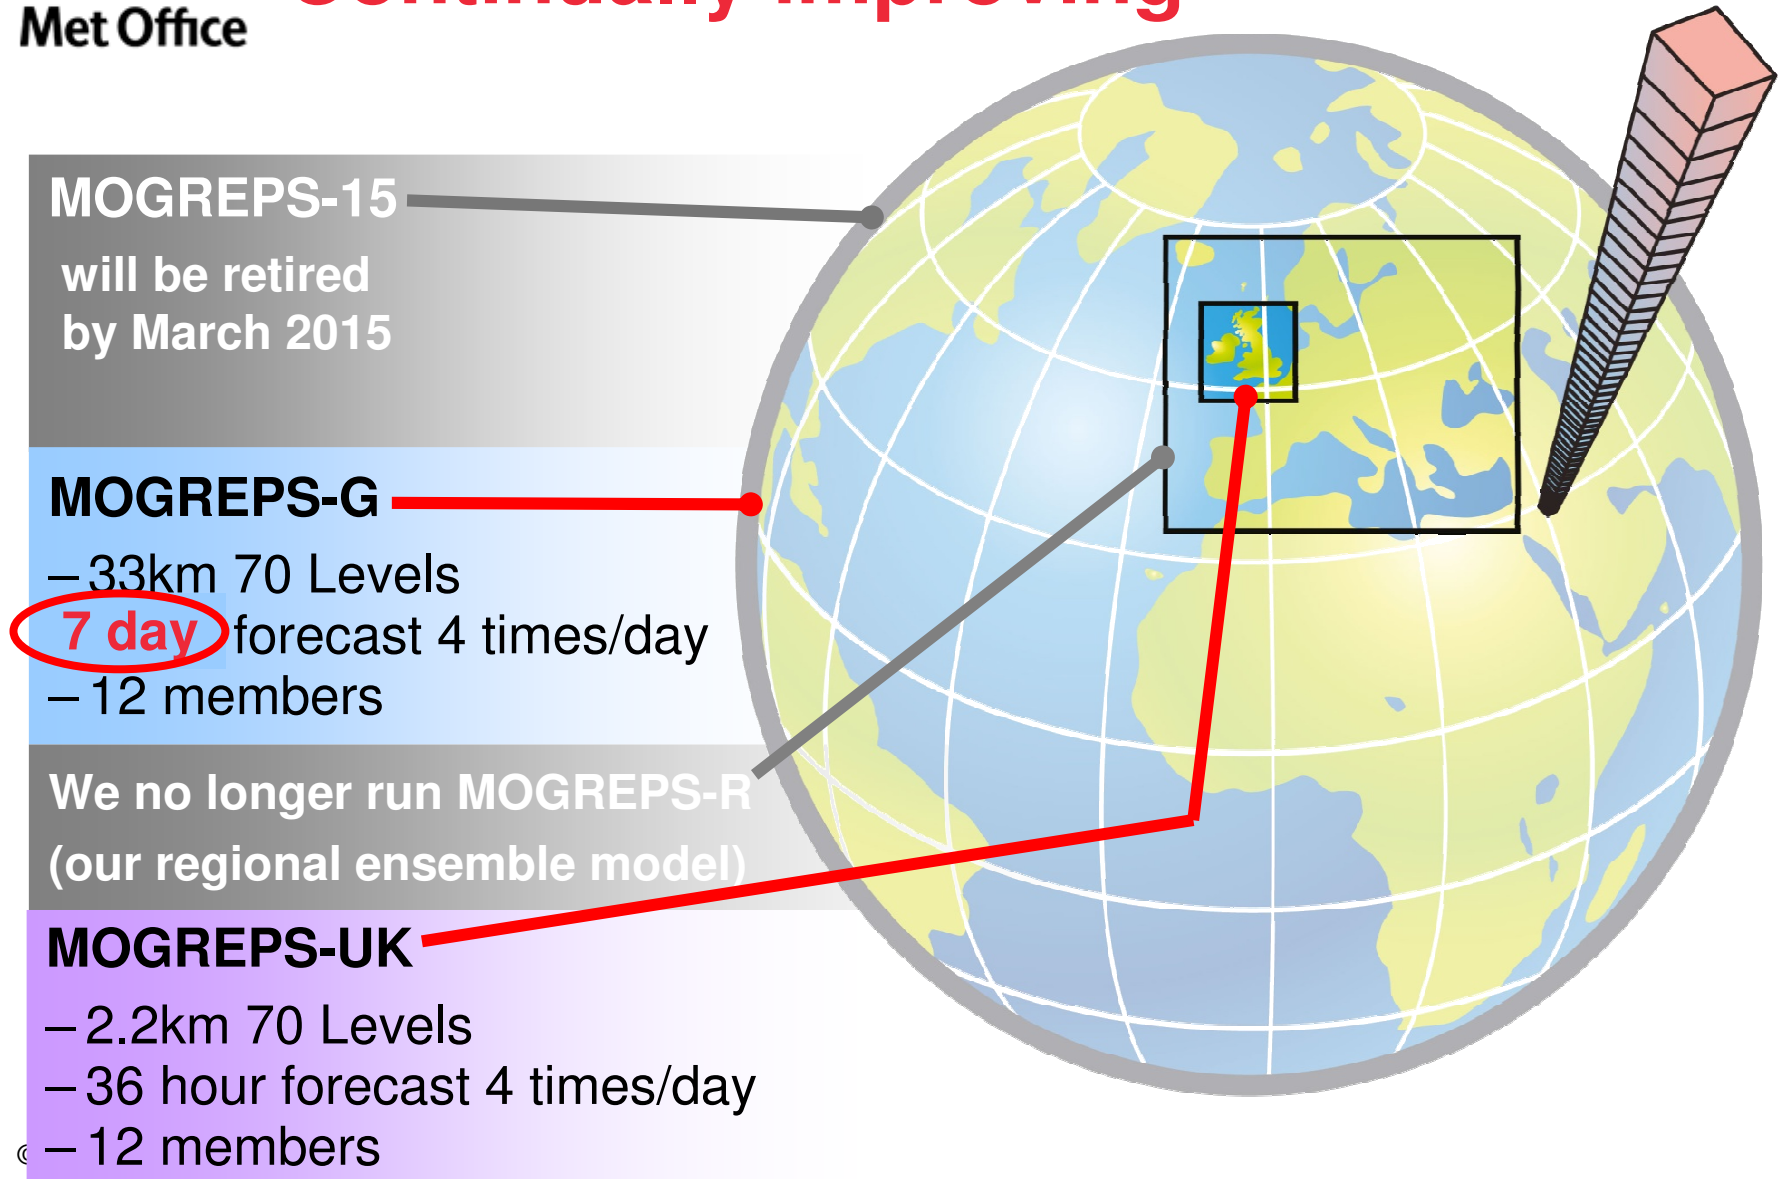 Continually improving
Met Office
MOGREPS-15
will be retired
by March 2015
MOGREPS-G
–33km 70 Levels
7 day forecast 4 times/day
–12 members
We no longer run MOGREPS-R
(our regional ensemble model)
MOGREPS-UK
–2.2km 70 Levels
–36 hour forecast 4 times/day
–12 members
©